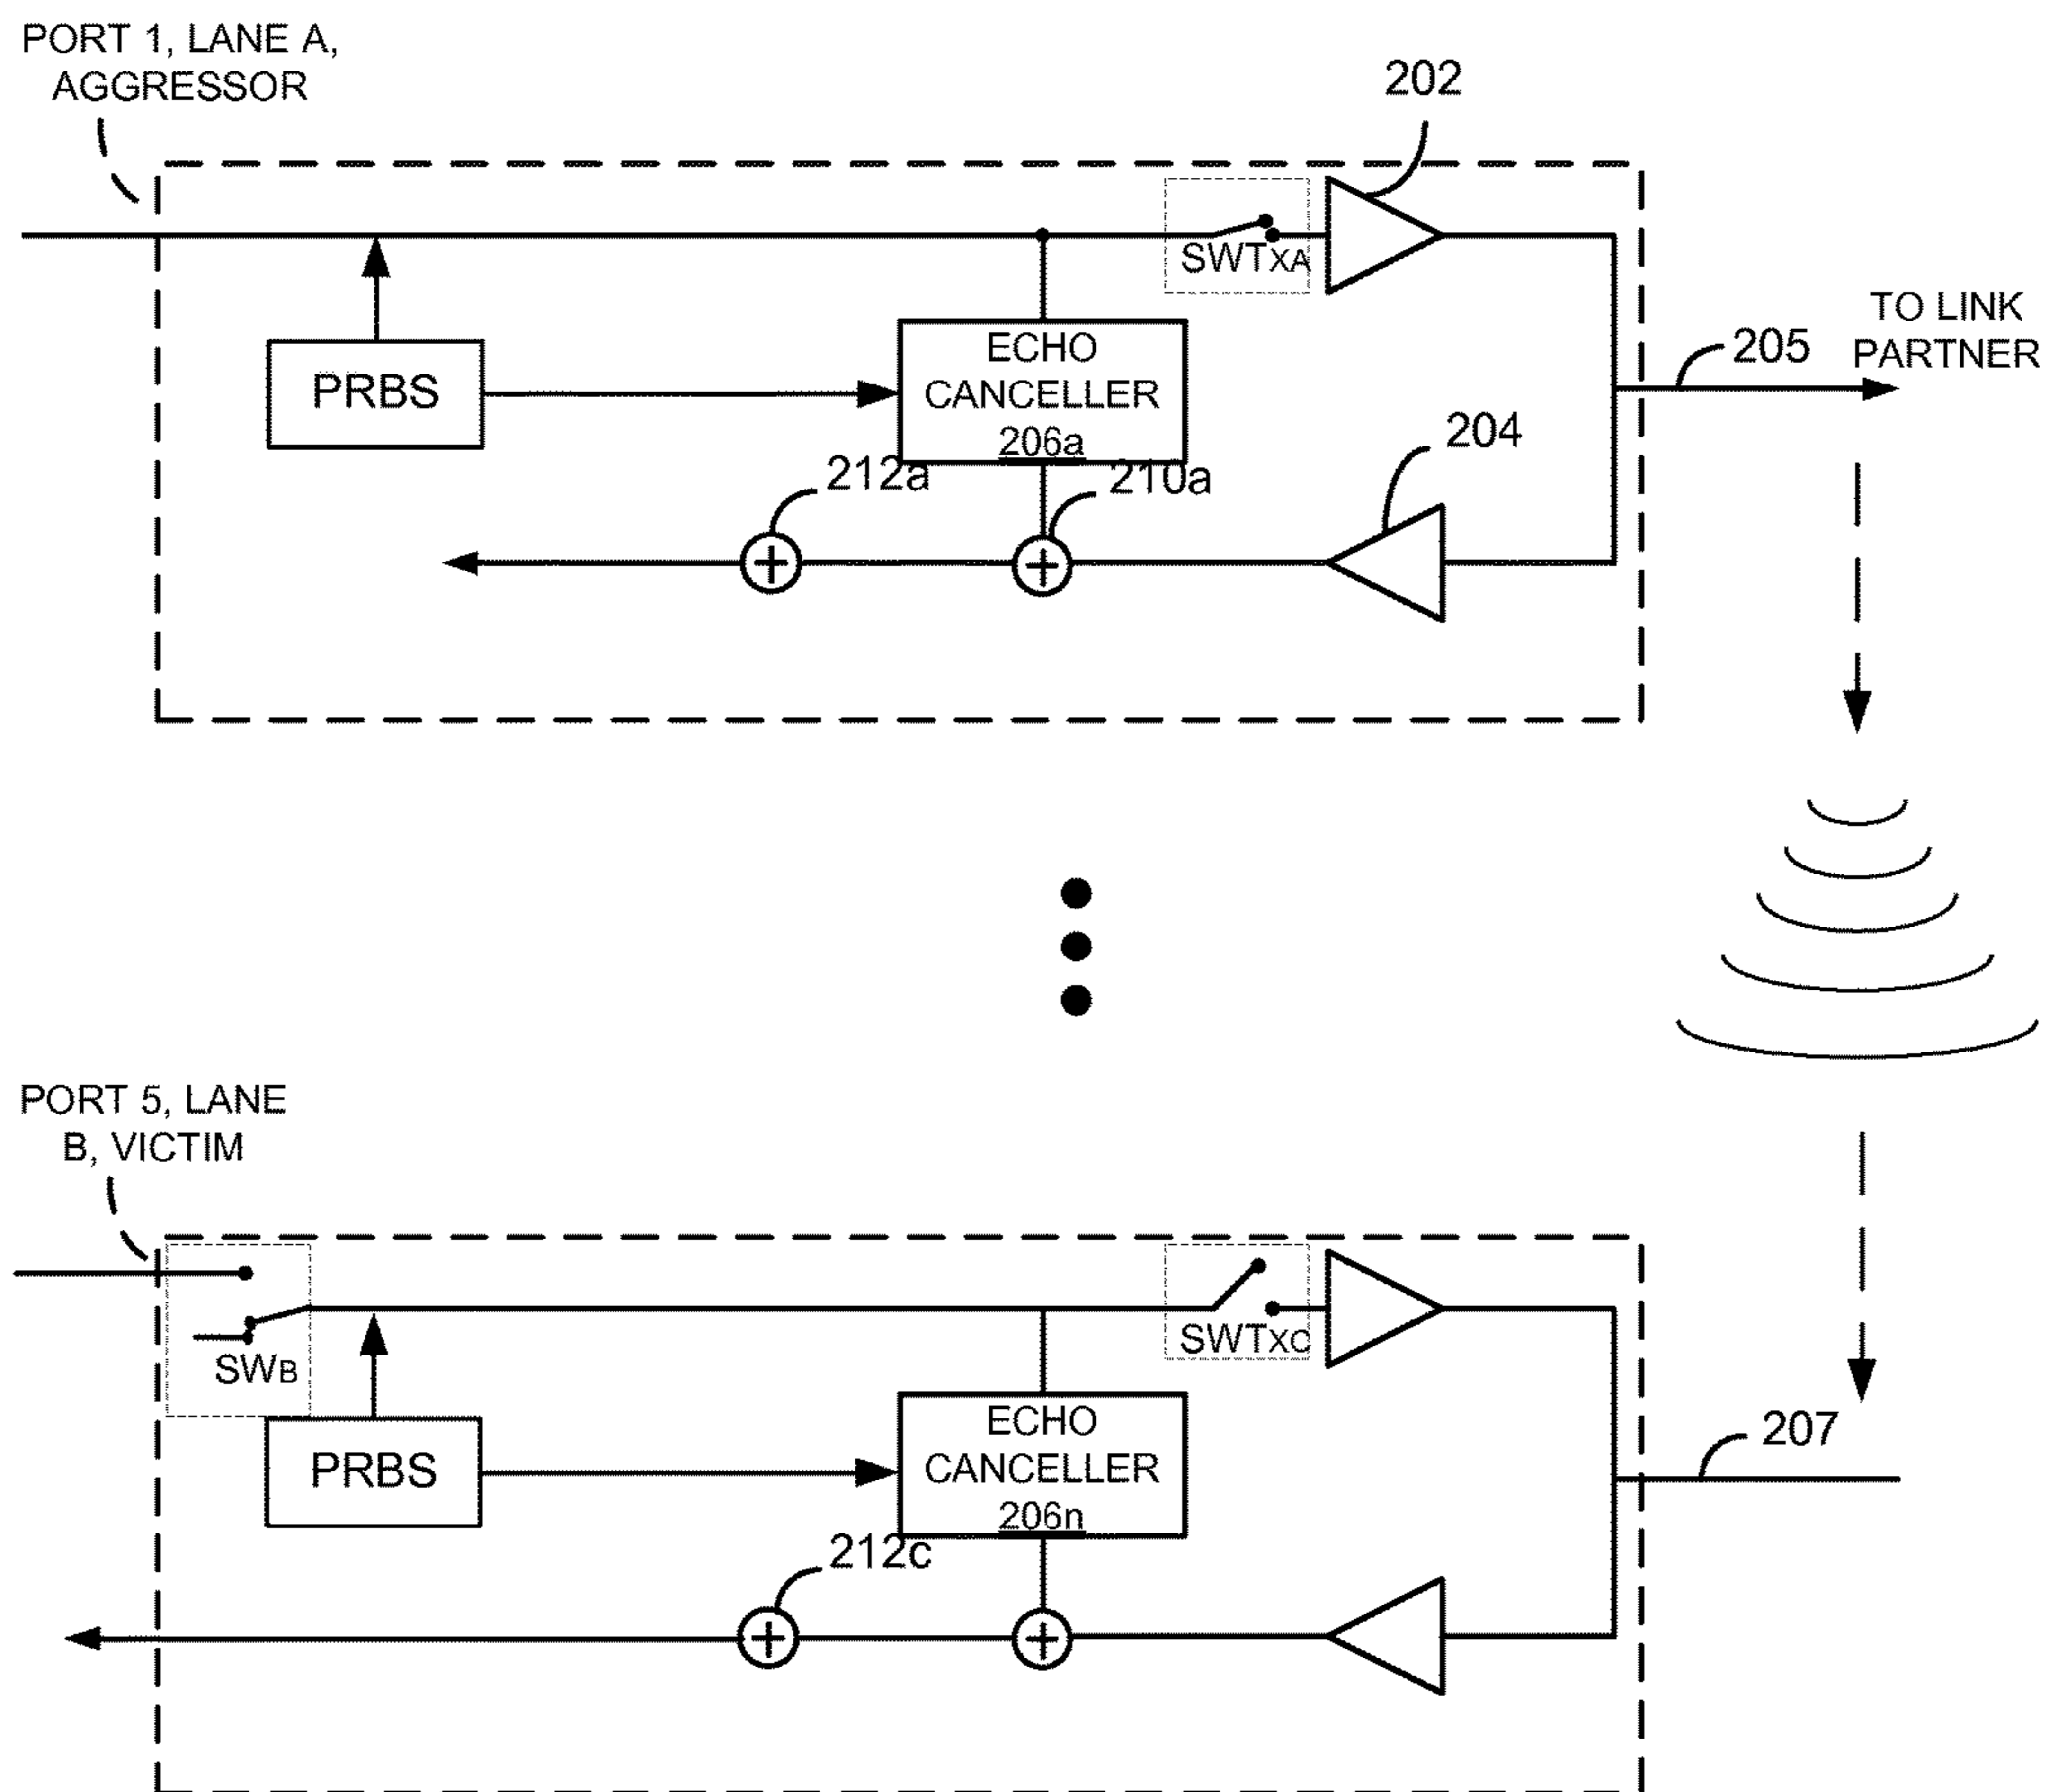 PORT 1, LANE A,
AGGRESSOR
202
SWTXA
TO LINK
PARTNER
205
PRBS
ECHO
CANCELLER
206a
204
212a
210a
PORT 5, LANE
B, VICTIM
SWB
SWTXC
207
PRBS
ECHO
CANCELLER
206n
212c